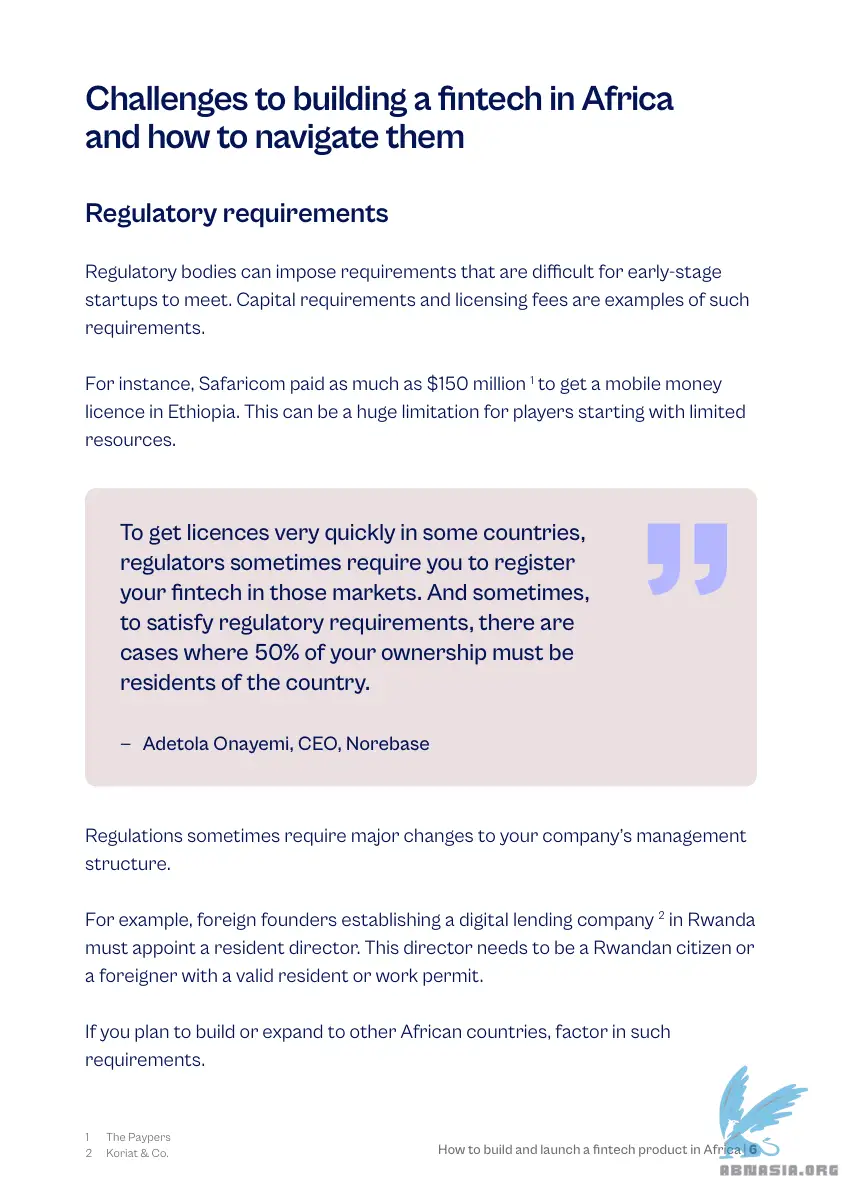 Challenges to building a fintech in Africa
and how to navigate them
Regulatory requirements
Regulatory bodies can impose requirements that are difficult for early-stage
startups to meet. Capital requirements and licensing fees are examples of such
requirements.
For instance, Safaricom paid as much as $150 million 1 to get a mobile money
licence in Ethiopia. This can be a huge limitation for players starting with limited
resources.
To get licences very quickly in some countries,
regulators sometimes require you to register
your fintech in those markets. And sometimes,
to satisfy regulatory requirements, there are
cases where 50% of your ownership must be
residents of the country.
”
– Adetola Onayemi, CEO, Norebase
Regulations sometimes require major changes to your company’s management
structure.
For example, foreign founders establishing a digital lending company 2 in Rwanda
must appoint a resident director. This director needs to be a Rwandan citizen or
a foreigner with a valid resident or work permit.
If you plan to build or expand to other African countries, factor in such
requirements.
1 The Paypers
2 Koriat & Co.
How to build and launch a fintech product in Africa | 6
ABNASIA.ORG